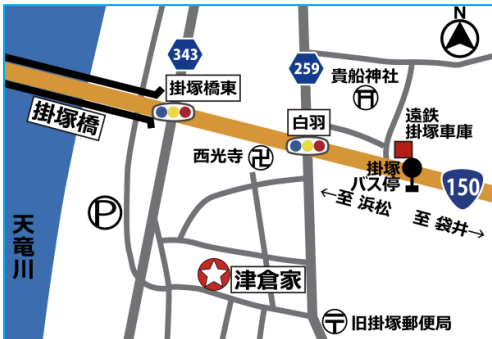 N
343
掛塚橋東
259
貴船神社
遠鉄
掛塚車庫
白羽
掛塚橋
西光寺
掛塚
バス停
150
←至 浜松
至 袋井→
P
天竜川
津倉家
旧掛塚郵便局